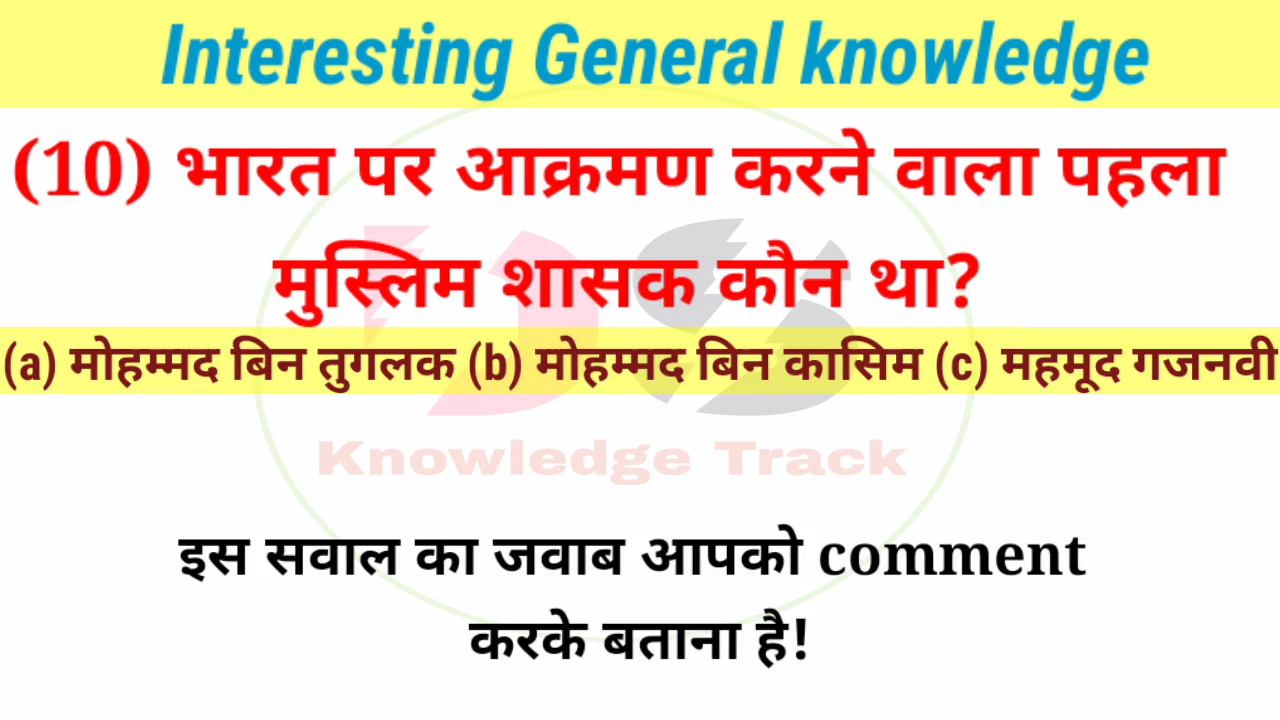 Interesting General knowledge
(10) भारत पर आक्रमण करने वाला पहला
मुस्लिम शासक कौन था?
(a) मोहम्मद बिन तुगलक (b) मोहम्मद बिन कासिम (c) महमूद गजनवी
DS
Knowledge Track
इस सवाल का जवाब आपको comment
करके बताना है!